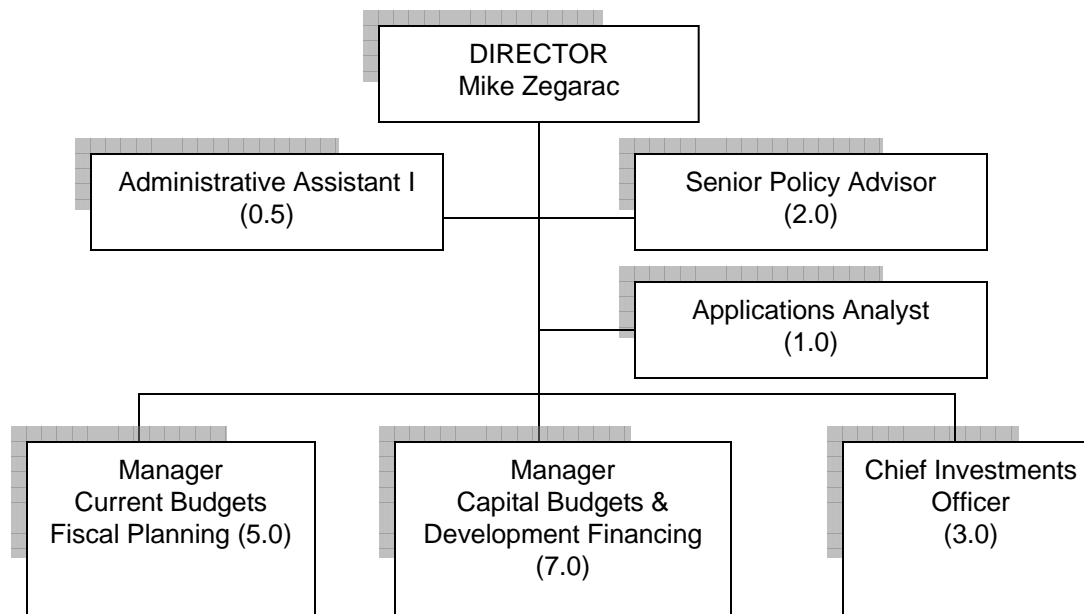 DIRECTOR
Mike Zegarac
Administrative Assistant I
(0.5)
Senior Policy Advisor
(2.0)
Applications Analyst
(1.0)
Manager
Current Budgets
Fiscal Planning (5.0)
Manager
Capital Budgets &
Development Financing
(7.0)
Chief Investments
Officer
(3.0)